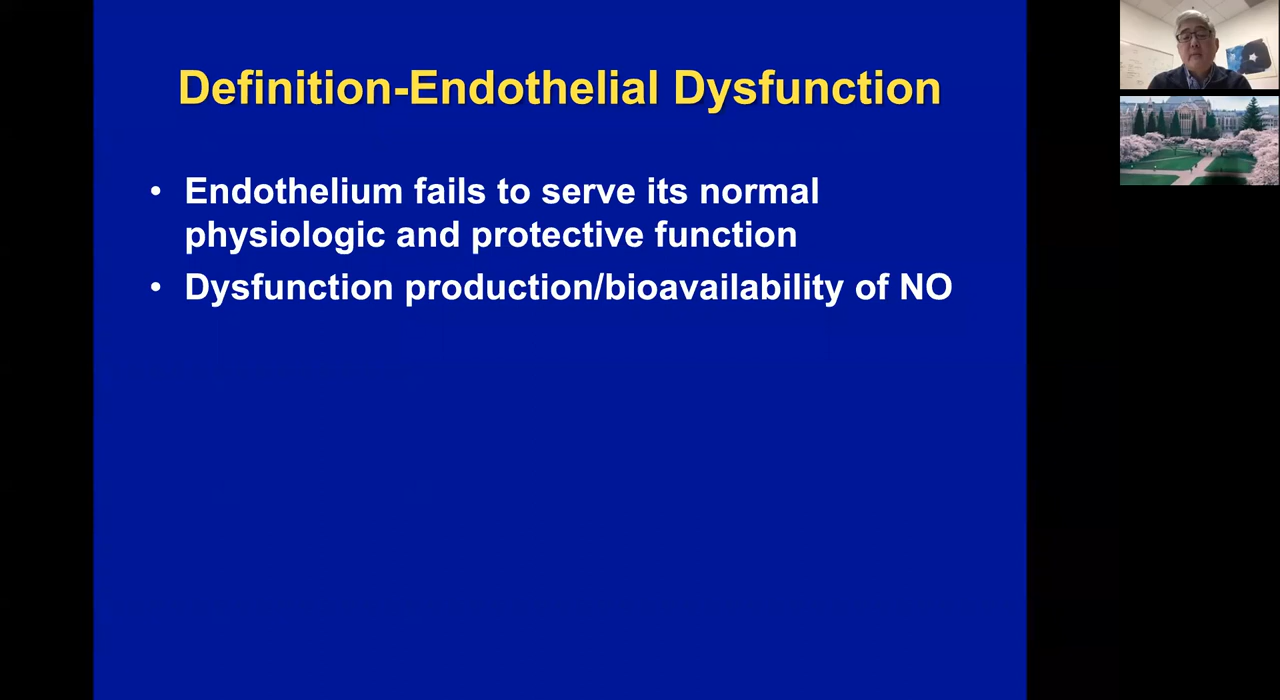 Definition-Endothelial Dysfunction
• Endothelium fails to serve its normal
physiologic and protective function
• Dysfunction production/bioavailability of NO